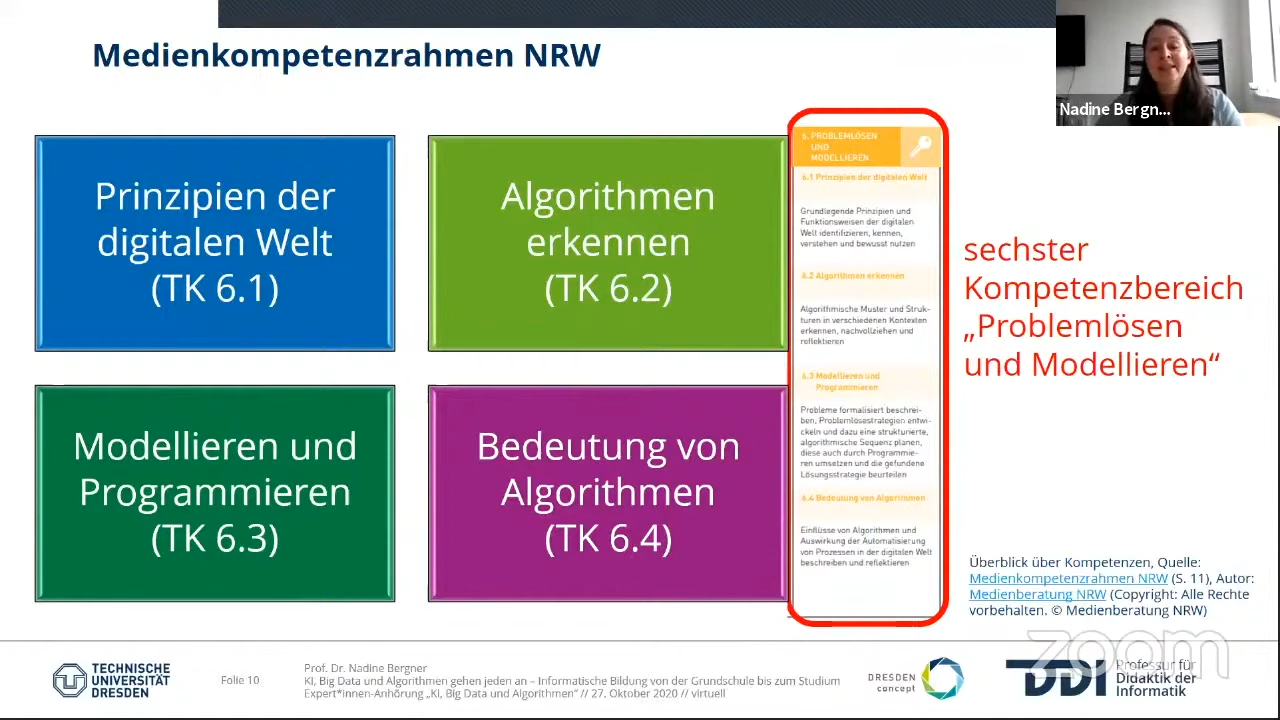 Medienkompetenzrahmen NRW
Nadine Bergn...
Prinzipien der
digitalen Welt
(TK 6.1)
Algorithmen
erkennen
(TK 6.2)
Modellieren und
Programmieren
(TK 6.3)
Bedeutung von
Algorithmen
(TK 6.4)
6. PROBLEMLÖSEN
UND
MODELLIEREN
6.1 Prinzipien der digitalen Welt
Grundlegende Prinzipien und
Funktionsweisen der digitalen
Welt identifizieren, kennen,
verstehen und bewusst nutzen
6.2 Algorithmen erkennen
Algorithmische Muster und Struk-
turen in verschiedenen Kontexten
erkennen, nachvollziehen und
reflektieren
6.3 Modellieren und
Programmieren
Probleme formalisiert beschrei-
ben, Problemlösestrategien entwi-
ckeln und dazu eine strukturierte,
algorithmische Sequenz planen,
diese auch durch Programmie-
ren umsetzen und die gefundene
Lösungsstrategie beurteilen
6.4 Bedeutung von Algorithmen
Einflüsse von Algorithmen und
Auswirkung der Automatisierung
von Prozessen in der digitalen Welt
beschreiben und reflektieren
sechster
Kompetenzbereich
„Problemlösen
und Modellieren“
Überblick über Kompetenzen, Quelle:
Medienkompetenzrahmen NRW (S. 11), Autor:
Medienberatung NRW (Copyright: Alle Rechte
vorbehalten. © Medienberatung NRW)
zoom
TECHNISCHE
UNIVERSITÄT
DRESDEN
Folie 10
Prof. Dr. Nadine Bergner
KI, Big Data und Algorithmen gehen jeden an – Informatische Bildung von der Grundschule bis zum Studium
Expert*innen-Anhörung „KI, Big Data und Algorithmen“ // 27. Oktober 2020 // virtuell
DRESDEN
concept
DDI
Professur für
Didaktik der
Informatik